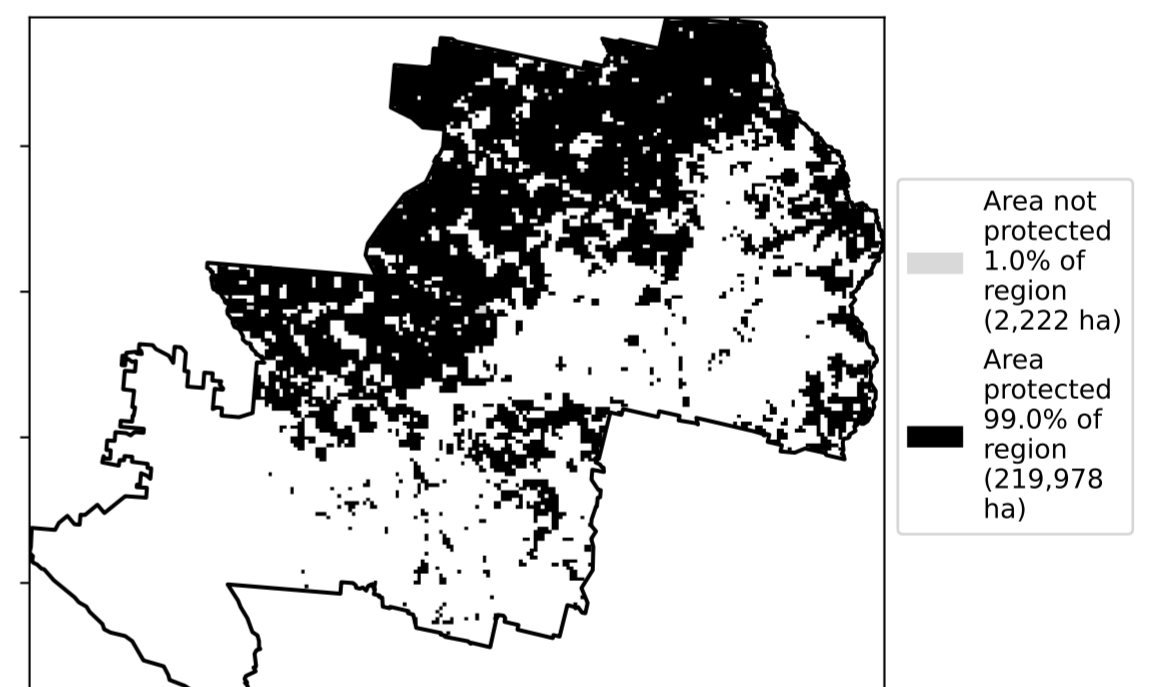 Area not
protected
1.0% of
region
(2,222 ha)
Area
protected
99.0% of
region
(219,978
ha)